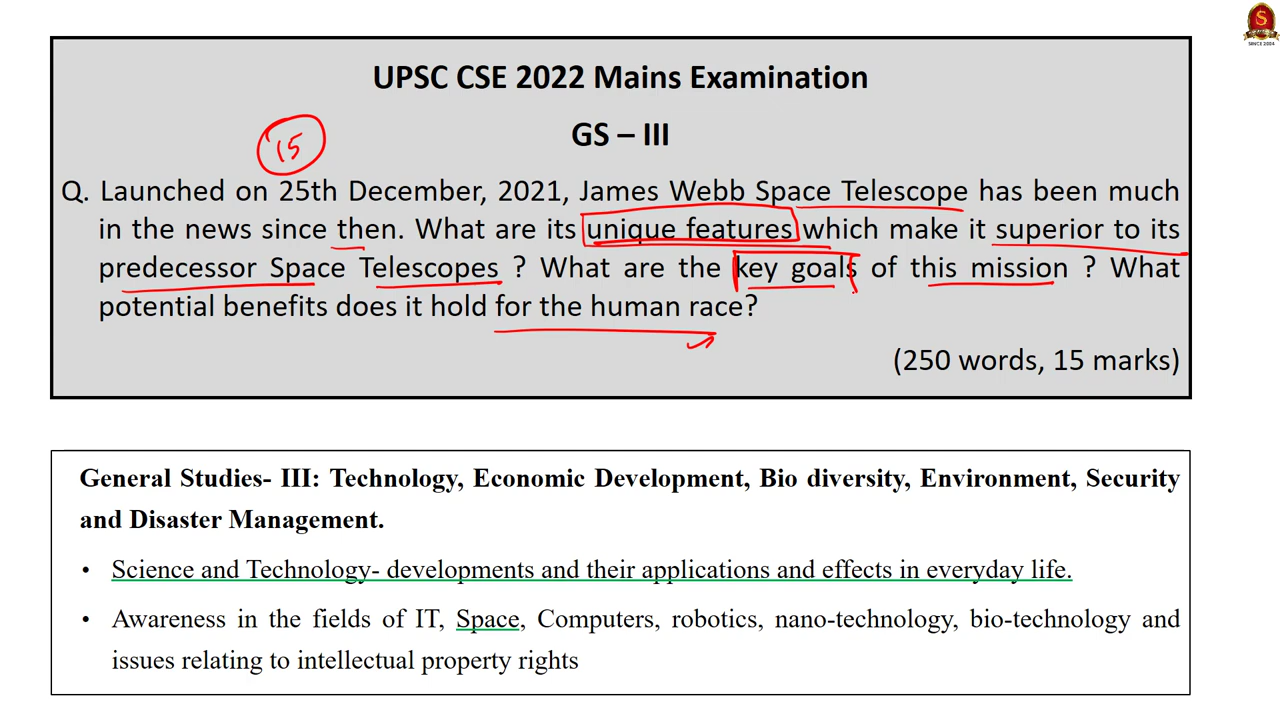 S
SINCE 2004
UPSC CSE 2022 Mains Examination
GS – III
15
Q. Launched on 25th December, 2021, James Webb Space Telescope has been much
in the news since then. What are its unique features which make it superior to its
predecessor Space Telescopes ? What are the key goals of this mission ? What
potential benefits does it hold for the human race?
(250 words, 15 marks)
General Studies- III: Technology, Economic Development, Bio diversity, Environment, Security
and Disaster Management.
• Science and Technology- developments and their applications and effects in everyday life.
• Awareness in the fields of IT, Space, Computers, robotics, nano-technology, bio-technology and
issues relating to intellectual property rights